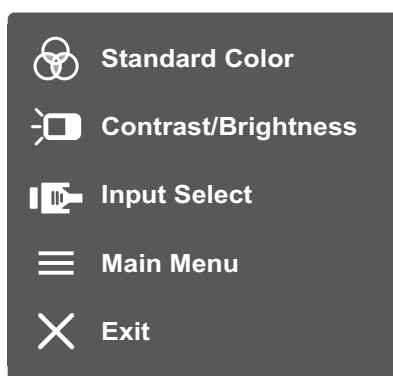 Standard Color
Contrast/Brightness
Input Select
Main Menu
Exit